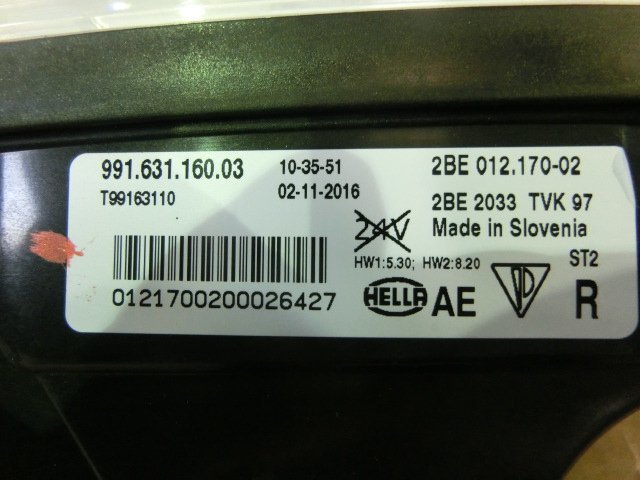 991.631.160.03 10-35-51 2BE 012.170-02
T99163110 02-11-2016 2BE 2033 TVK 97
24V Made in Slovenia
HW1:5.30; HW2:8.20 ST2
0121700200026427 HELLA AE R